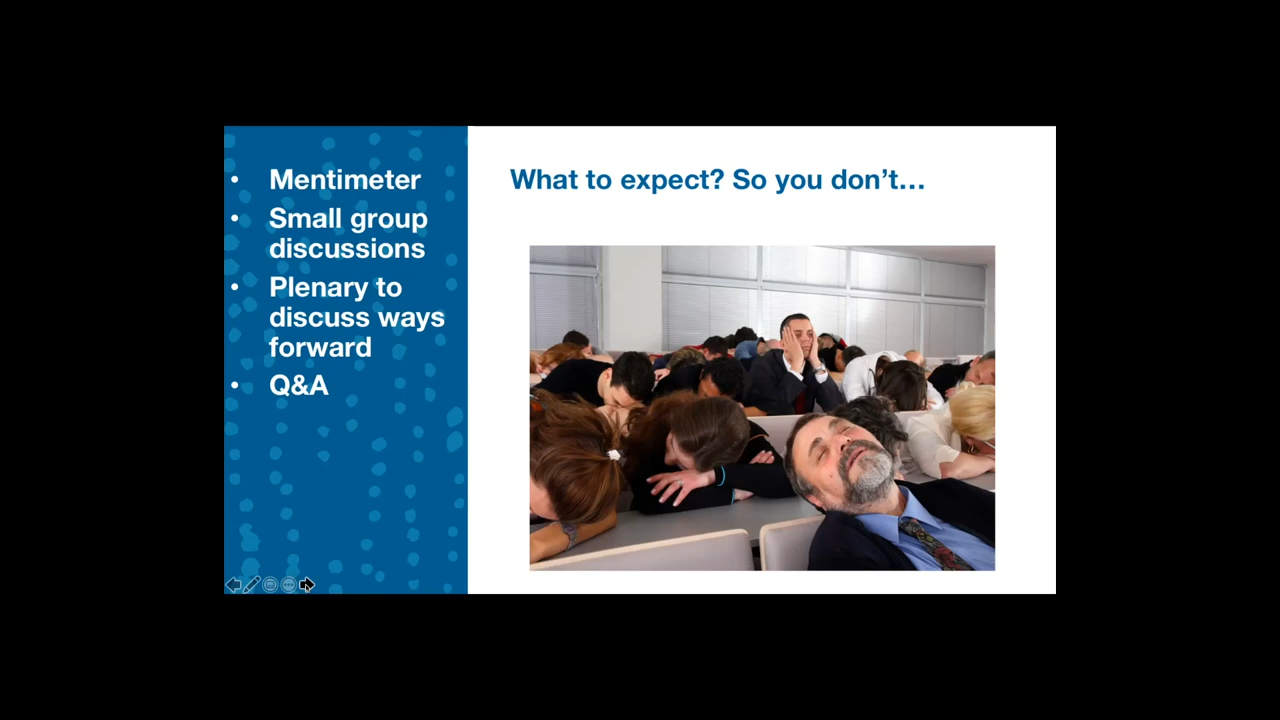 • Mentimeter
• Small group
discussions
• Plenary to
discuss ways
forward
• Q&A
What to expect? So you don’t…